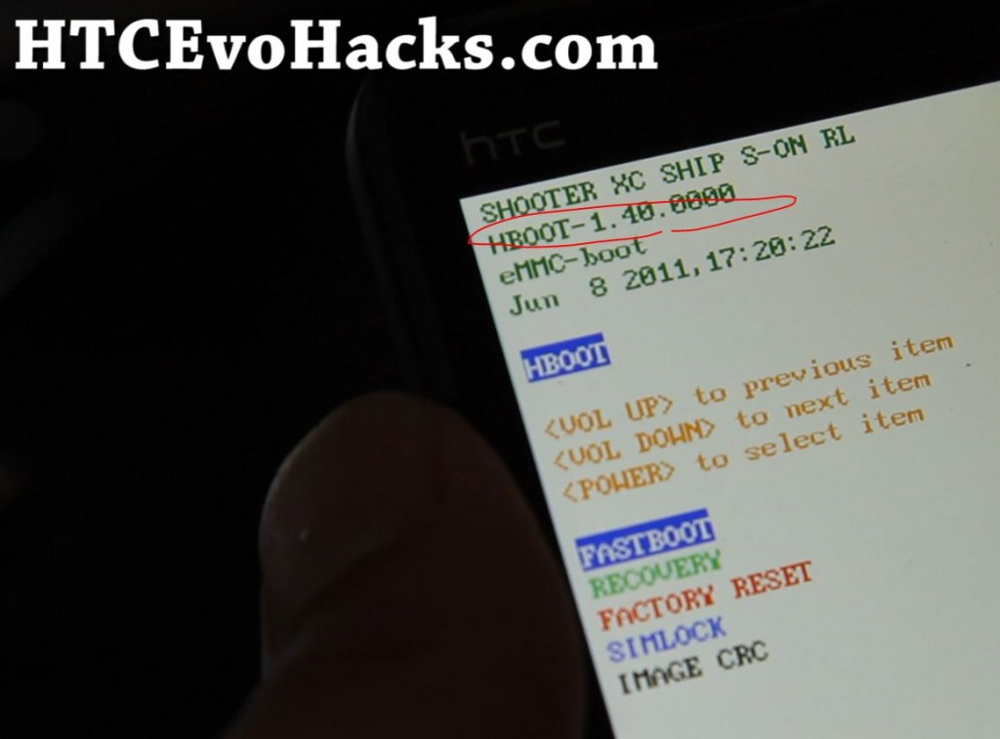 HTCEvoHacks.com
hTC
SHOOTER XC SHIP S-ON RL
HBOOT-1.40.0000
eMMC-boot
Jun 8 2011,17:20:22
HBOOT
<VOL UP> to previous item
<VOL DOWN> to next item
<POWER> to select item
FASTBOOT
RECOVERY
FACTORY RESET
SIMLOCK
IMAGE CRC